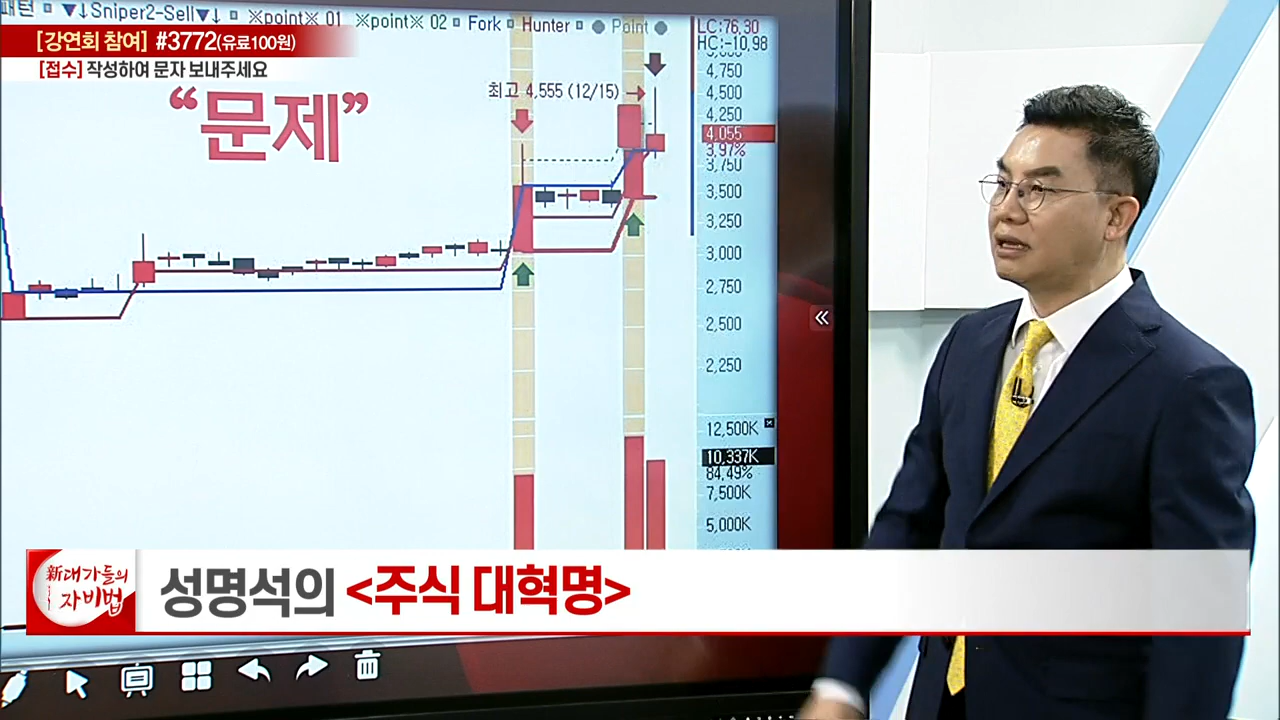 패턴 ▼↓Sniper2-Sell▼↓ ※point※ 01 ※point※ 02 Fork Hunter Point
LC:76.30
HC:-10.98
[강연회 참여] #3772(유료100원)
[접수] 작성하여 문자 보내주세요
“문제”
최고 4,555 (12/15)
4,750
4,500
4,250
4,055
3.97%
3,750
3,500
3,250
3,000
2,750
2,500
2,250
12,500K
10,337K
84.49%
7,500K
5,000K
新대가들의
자비법
성명석의 <주식 대혁명>